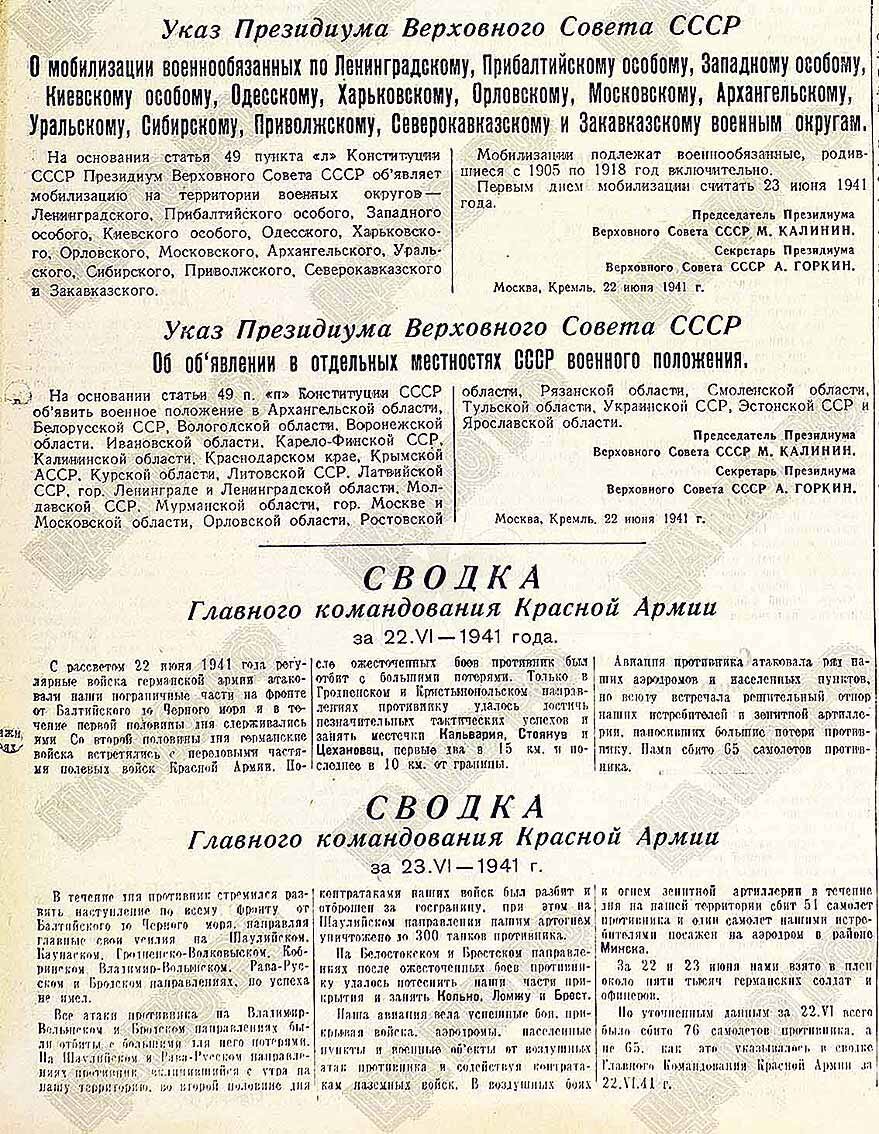 Указ Президиума Верховного Совета СССР
О мобилизации военнообязанных по Ленинградскому, Прибалтийскому особому, Западному особому,
Киевскому особому, Одесскому, Харьковскому, Орловскому, Московскому, Архангельскому,
Уральскому, Сибирскому, Приволжскому, Северокавказскому и Закавказскому военным округам.
На основании статья 49 пункта «л» Конституции
СССР Президиум Верховного Совета СССР об'являет
мобилизацию на территории военных округов—
Ленинградского, Прибалтийского особого, Западного
особого, Киевского особого, Одесского, Харьковско-
го, Орловского, Московского, Архангельского, Ураль-
ского, Сибирского, Приволжского, Северокавказского
и Закавказского.
Мобилизации подлежат военнообязанные, родив-
шиеся с 1905 по 1918 год включительно.
Первым днем мобилизации считать 23 июня 1941
года.
Председатель Президиума
Верховного Совета СССР М. КАЛИНИН.
Секретарь Президиума
Верховного Совета СССР А. ГОРКИН.
Москва, Кремль. 22 июня 1941 г.
Указ Президиума Верховного Совета СССР
Об об'явлении в отдельных местностях СССР военного положения.
На основании статьи 49 п. «п» Конституции СССР
об'явить военное положение в Архангельской области,
Белорусской ССР, Вологодской области, Воронежской
области, Ивановской области, Карело-Финской ССР,
Калининской области, Краснодарском крае, Крымской
АССР, Курской области, Литовской ССР, Латвийской
ССР, гор. Ленинграде и Ленинградской области, Мол-
давской ССР, Мурманской области, гор. Москве и
Московской области, Орловской области, Ростовской
области, Рязанской области, Смоленской области,
Тульской области, Украинской ССР, Эстонской ССР и
Ярославской области.
Председатель Президиума
Верховного Совета СССР М. КАЛИНИН.
Секретарь Президиума
Верховного Совета СССР А. ГОРКИН.
Москва, Кремль. 22 июня 1941 г.
СВОДКА
Главного командования Красной Армии
за 22.VI—1941 года.
С рассветом 22 июня 1941 года регу-
лярные войска германской армии атако-
вали наши пограничные части на фронте
от Балтийского до Черного моря и в те-
чение первой половины дня сдерживались
ими. Со второй половины дня германские
войска встретились с передовыми частя-
ми полевых войск Красной Армии. По-
сле ожесточенных боев противник был
отбит с большими потерями. Только в
Гродненском и Кристынопольском направ-
лениях противнику удалось достичь
незначительных тактических успехов и
занять местечки Кальвария, Стоянув и
Цехановец, первые два в 15 км. и по-
следнее в 10 км. от границы.
Авиация противника атаковала ряд на-
ших аэродромов и населенных пунктов,
но всюду встречала решительный отпор
наших истребителей и зенитной артилле-
рии, наносивших большие потери против-
нику. Нами сбито 65 самолетов против-
ника.
СВОДКА
Главного командования Красной Армии
за 23.VI—1941 г.
В течение дня противник стремился раз-
вить наступление по всему фронту от
Балтийского до Черного моря, направляя
главные свои усилия на Шаулийском,
Каунасском, Гродненско-Волковысском, Коб-
ринском, Владимир-Волынском, Рава-Рус-
ском и Бродском направлениях, но успеха
не имел.
Все атаки противника на Владимир-
Волынском и Бродском направлениях бы-
ли отбиты с большими для него потерями.
На Шаулийском и Рава-Русском направле-
ниях противник, вклинившийся с утра на
нашу территорию, во второй половине дня
контратаками наших войск был разбит и
отброшен за госграницу, при этом на
Шаулийском направлении нашим артогнем
уничтожено до 300 танков противника.
На Белостокском и Брестском направле-
ниях после ожесточенных боев противни-
ку удалось потеснить наши части при-
крытия и занять Кольно, Ломжу и Брест.
Наша авиация вела успешные бои, при-
крывая войска, аэродромы, населенные
пункты и военные об'екты от воздушных
атак противника и содействуя контрата-
кам наземных войск. В воздушных боях
и огнем зенитной артиллерии в течение
дня на нашей территории сбит 51 самолет
противника и один самолет нашими истре-
бителями посажен на аэродром в районе
Минска.
За 22 и 23 июня нами взято в плен
около пяти тысяч германских солдат и
офицеров.
По уточненным данным за 22.VI всего
было сбито 76 самолетов противника, а
не 65, как это указывалось в сводке
Главного Командования Красной Армии за
22.VI.41 г.